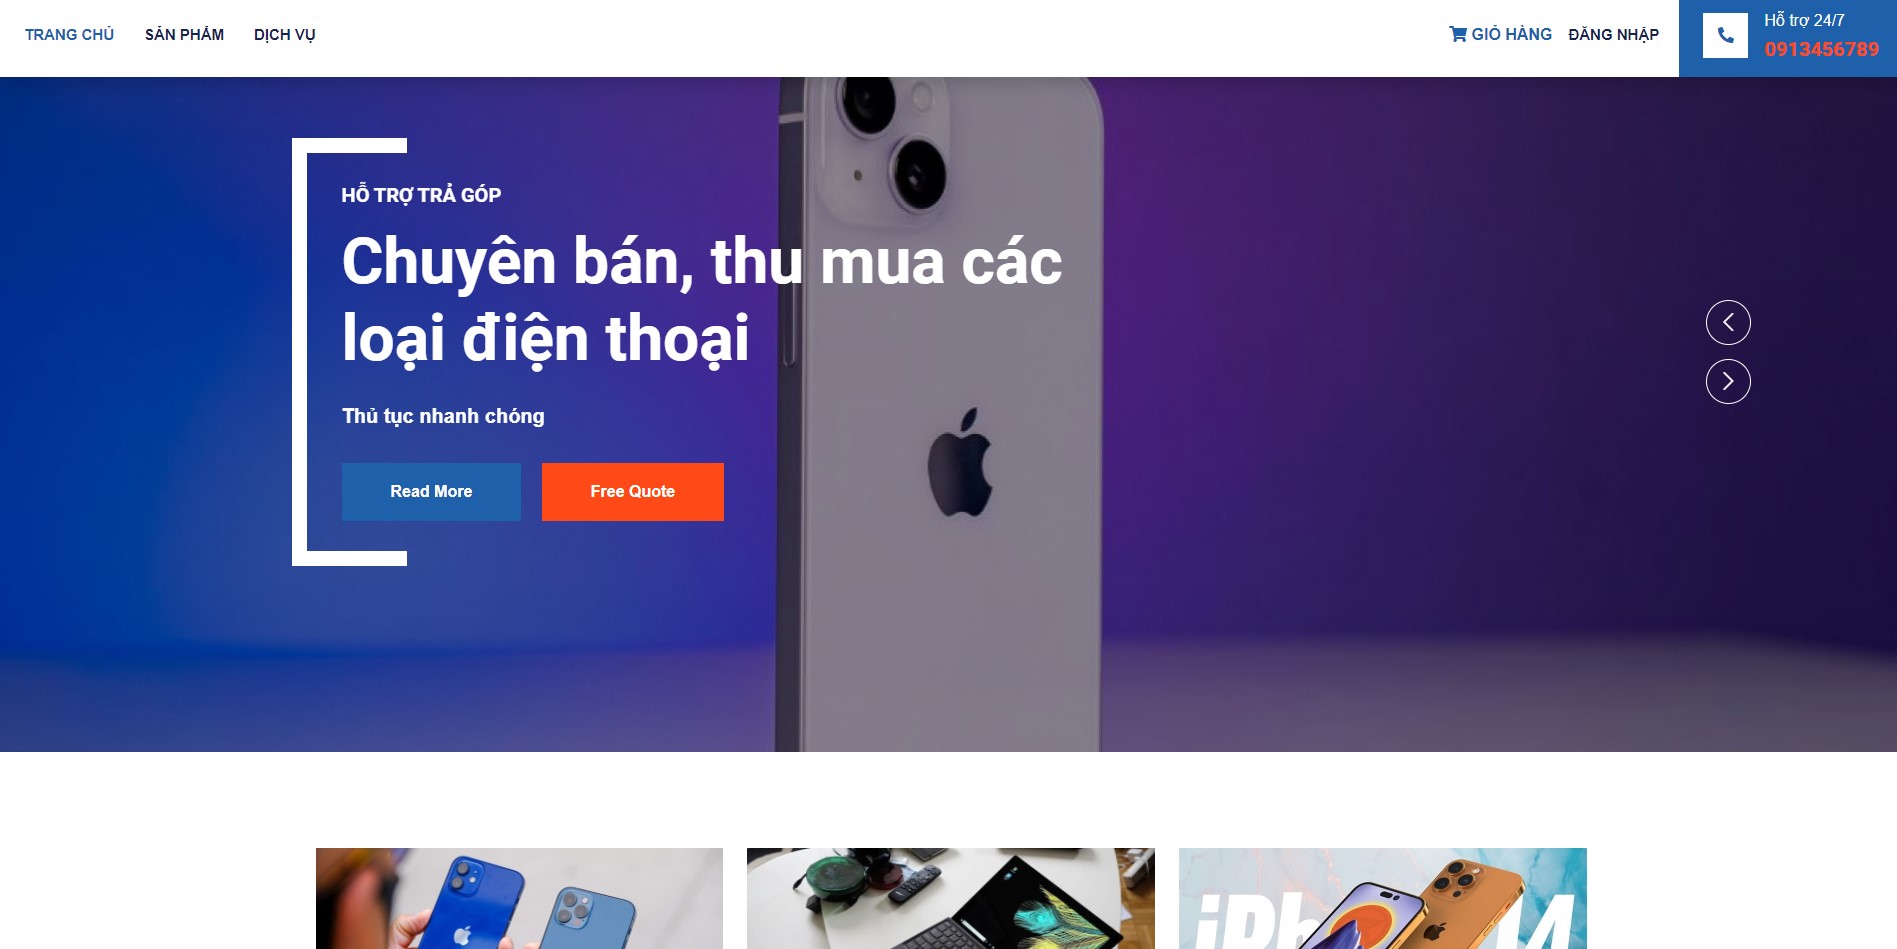 TRANG CHỦ
SẢN PHẨM
DỊCH VỤ
GIỎ HÀNG
ĐĂNG NHẬP
Hỗ trợ 24/7
0913456789
HỖ TRỢ TRẢ GÓP
Chuyên bán, thu mua các
loại điện thoại
Thủ tục nhanh chóng
Read More
Free Quote
14